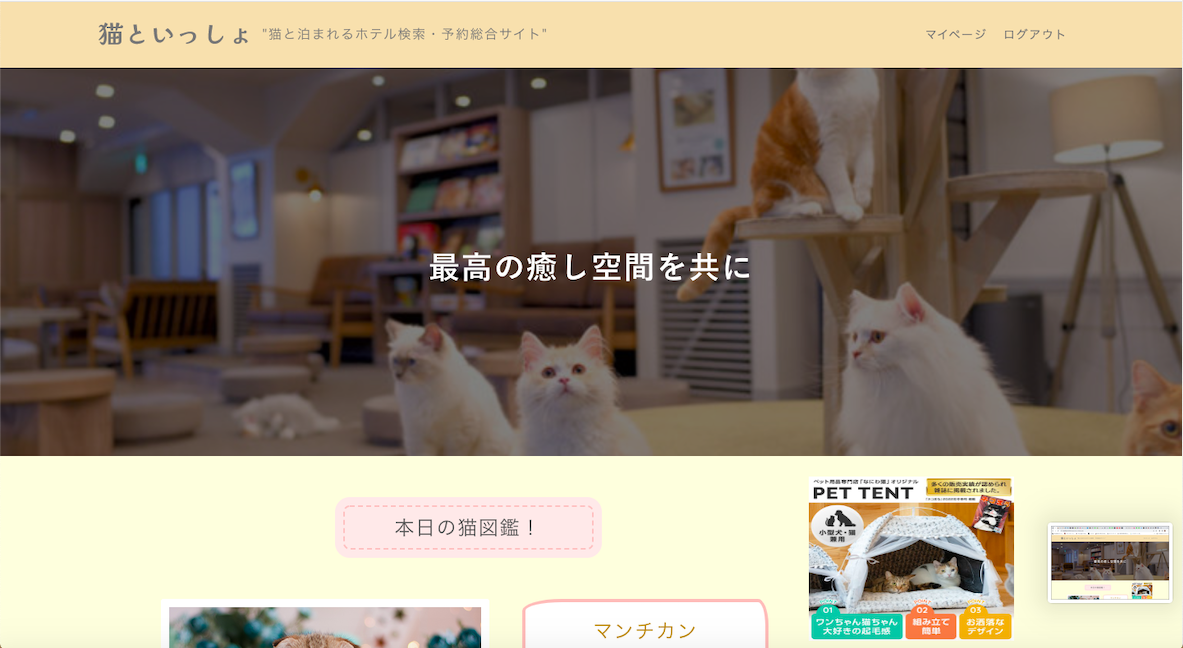 猫といっしょ "猫と泊まれるホテル検索・予約総合サイト" マイページ ログアウト
最高の癒し空間を共に
本日の猫図鑑！
マンチカン
ペット用品専門店「なにわ猫」オリジナル
PET TENT
多くの販売実績が認められ
雑誌に掲載されました。
小型犬・猫
兼用
01
ワンちゃん猫ちゃん
大好きの起毛感
02
組み立て
簡単
03
お洒落な
デザイン